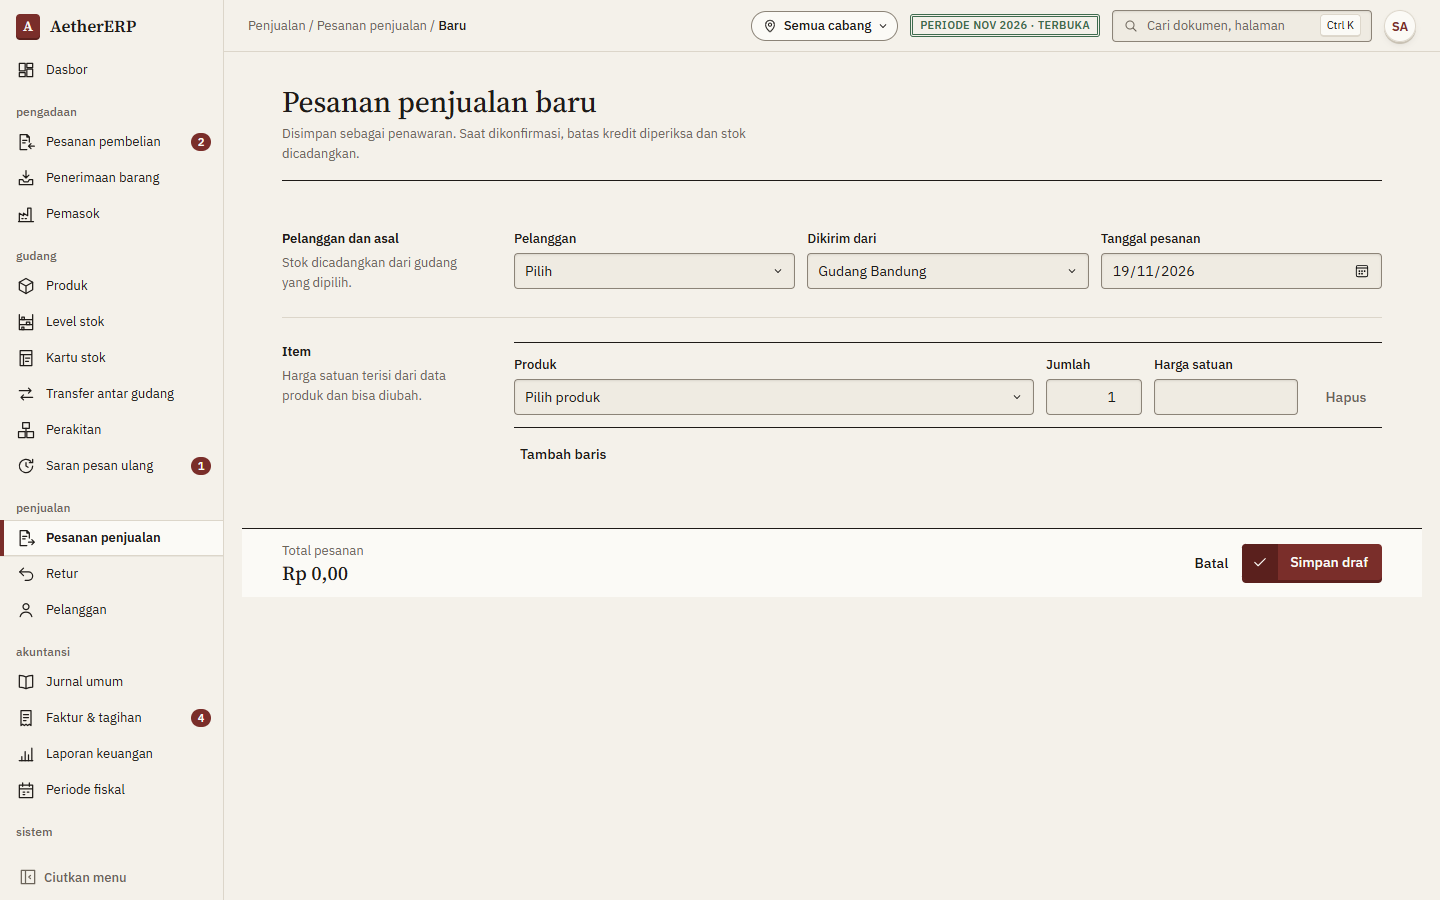 A AetherERP
Dasbor
pengadaan
Pesanan pembelian 2
Penerimaan barang
Pemasok
gudang
Produk
Level stok
Kartu stok
Transfer antar gudang
Perakitan
Saran pesan ulang 1
penjualan
Pesanan penjualan
Retur
Pelanggan
akuntansi
Jurnal umum
Faktur & tagihan 4
Laporan keuangan
Periode fiskal
sistem
Ciutkan menu
Penjualan / Pesanan penjualan / Baru
Semua cabang
PERIODE NOV 2026 · TERBUKA
Cari dokumen, halaman Ctrl K
SA
Pesanan penjualan baru
Disimpan sebagai penawaran. Saat dikonfirmasi, batas kredit diperiksa dan stok
dicadangkan.
Pelanggan dan asal
Stok dicadangkan dari gudang
yang dipilih.
Pelanggan
Pilih
Dikirim dari
Gudang Bandung
Tanggal pesanan
19/11/2026
Item
Harga satuan terisi dari data
produk dan bisa diubah.
Produk Jumlah Harga satuan
Pilih produk 1 Hapus
Tambah baris
Total pesanan
Rp 0,00
Batal
Simpan draf